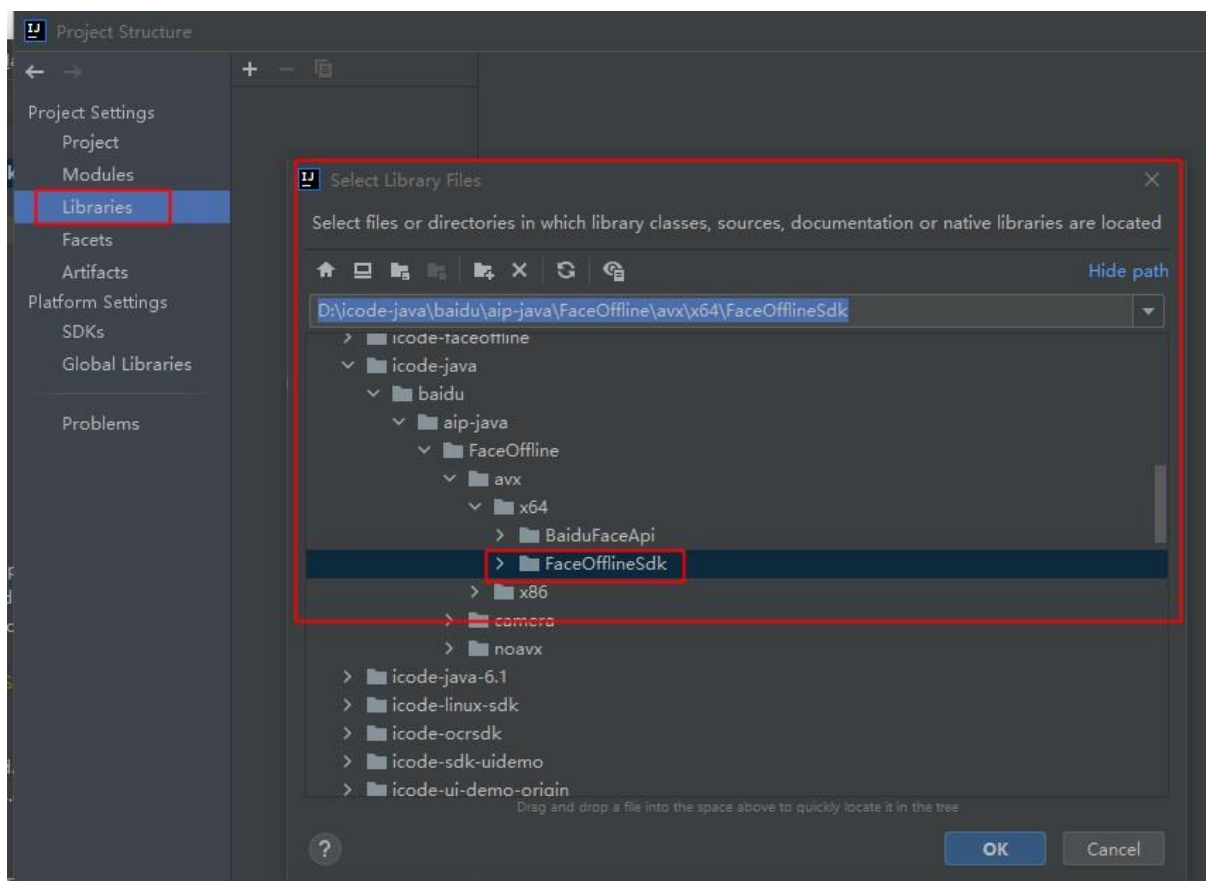 Project Structure
Project Settings
Project
Modules
Libraries
Facets
Artifacts
Platform Settings
SDKs
Global Libraries
Problems
Select Library Files
Select files or directories in which library classes, sources, documentation or native libraries are located
Hide path
D:\icode-java\baidu\aip-java\FaceOffline\avx\x64\FaceOfflineSdk
icode-faceoffline
icode-java
baidu
aip-java
FaceOffline
avx
x64
BaiduFaceApi
FaceOfflineSdk
x86
camera
noavx
icode-java-6.1
icode-linux-sdk
icode-ocrsdk
icode-sdk-uidemo
icode-ui-demo-origin
Drag and drop a file into the space above to quickly locate it in the tree
?
OK
Cancel